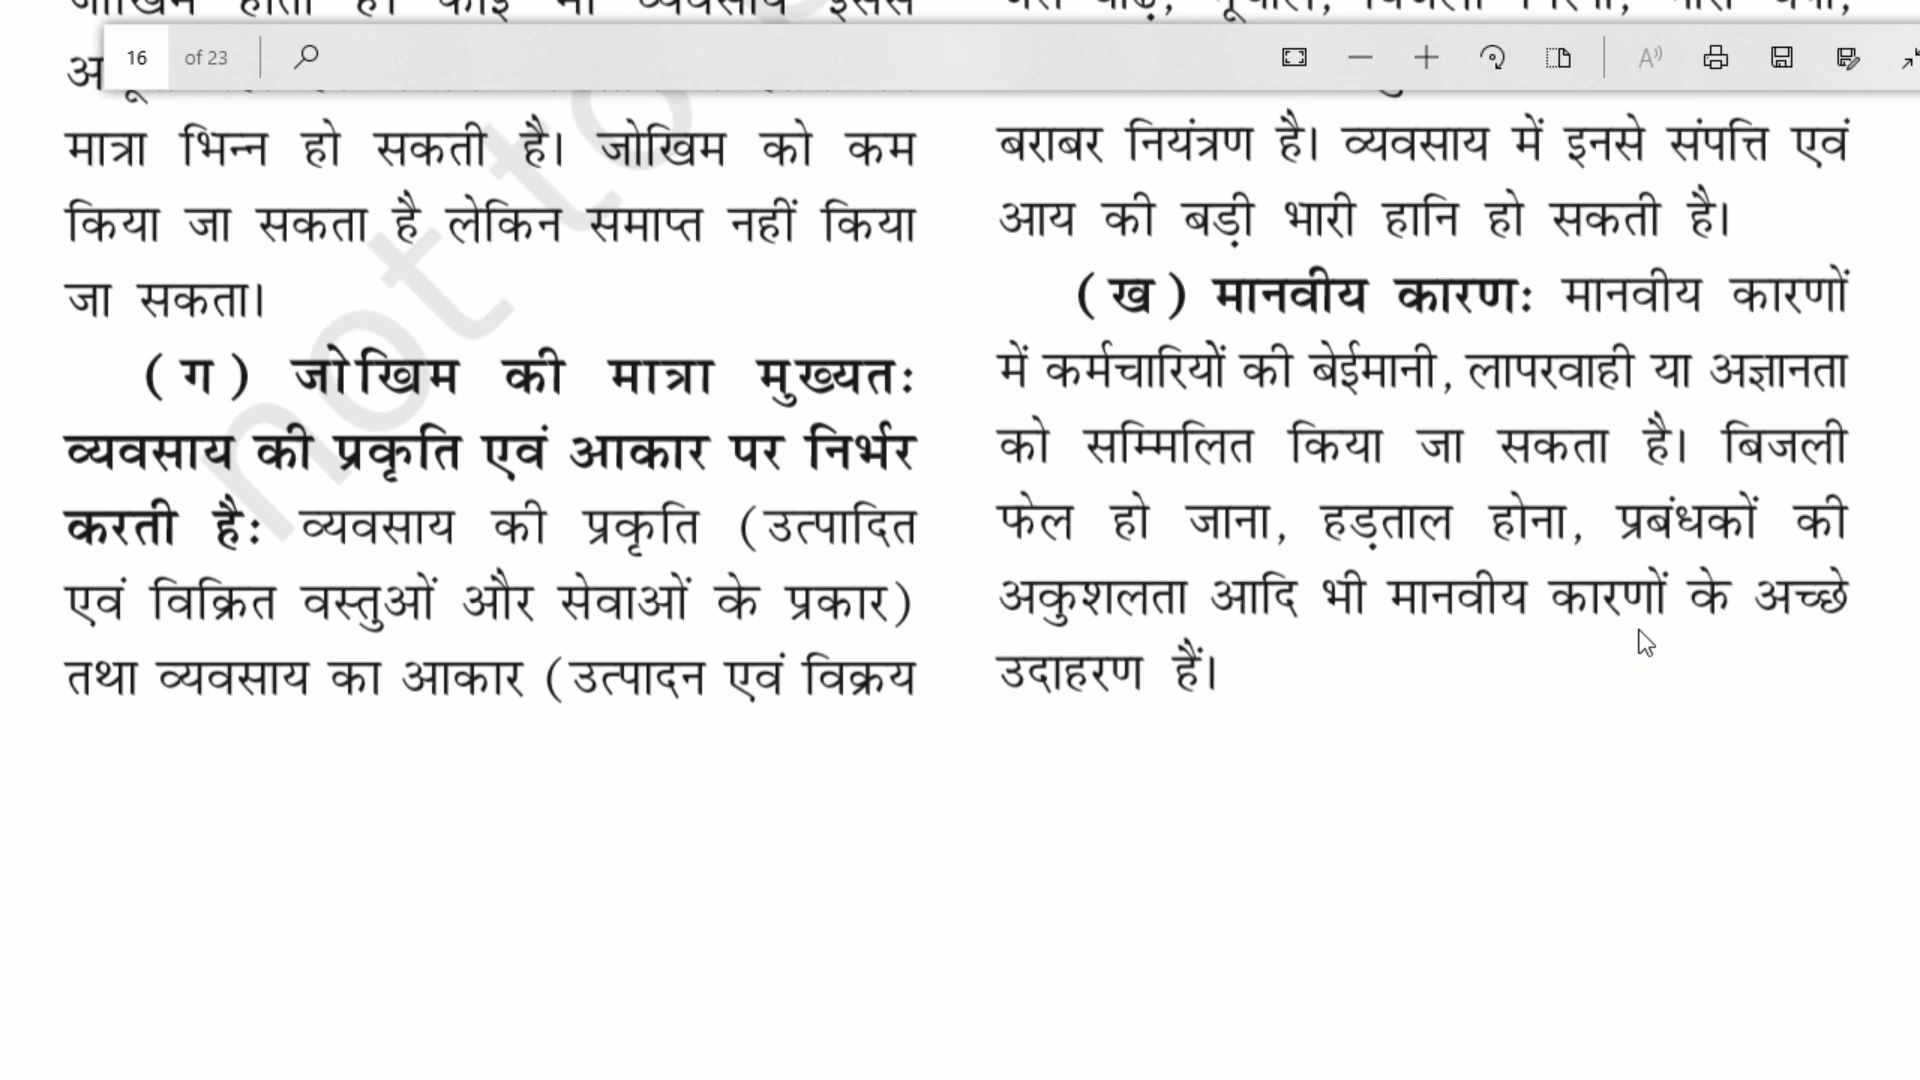 16 of 23
मात्रा भिन्न हो सकती है। जोखिम को कम
किया जा सकता है लेकिन समाप्त नहीं किया
जा सकता।
(ग) जोखिम की मात्रा मुख्यतः
व्यवसाय की प्रकृति एवं आकार पर निर्भर
करती हैः व्यवसाय की प्रकृति (उत्पादित
एवं विक्रित वस्तुओं और सेवाओं के प्रकार)
तथा व्यवसाय का आकार (उत्पादन एवं विक्रय
बराबर नियंत्रण है। व्यवसाय में इनसे संपत्ति एवं
आय की बड़ी भारी हानि हो सकती है।
(ख) मानवीय कारणः मानवीय कारणों
में कर्मचारियों की बेईमानी, लापरवाही या अज्ञानता
को सम्मिलित किया जा सकता है। बिजली
फेल हो जाना, हड़ताल होना, प्रबंधकों की
अकुशलता आदि भी मानवीय कारणों के अच्छे
उदाहरण हैं।
not to